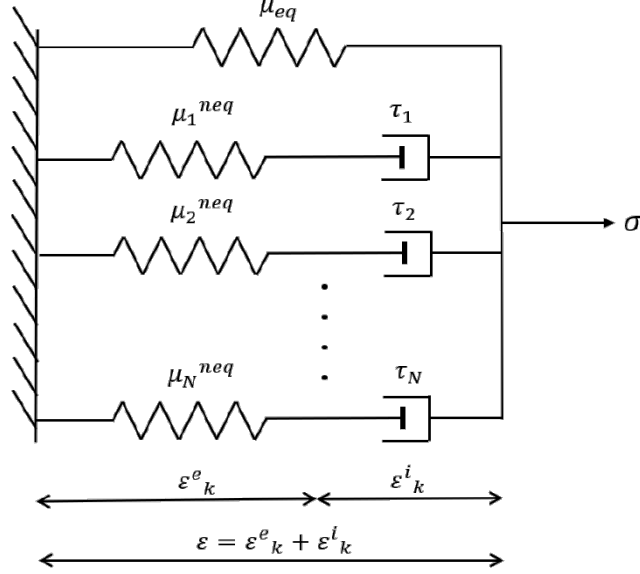 μ_eq
μ_1^neq τ_1
μ_2^neq τ_2
σ
μ_N^neq τ_N
ε^e_k ε^i_k
ε = ε^e_k + ε^i_k